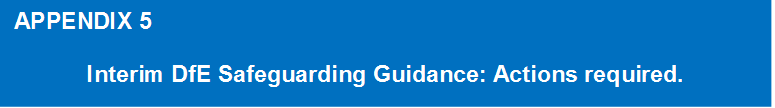 APPENDIX 5
Interim DfE Safeguarding Guidance: Actions required.